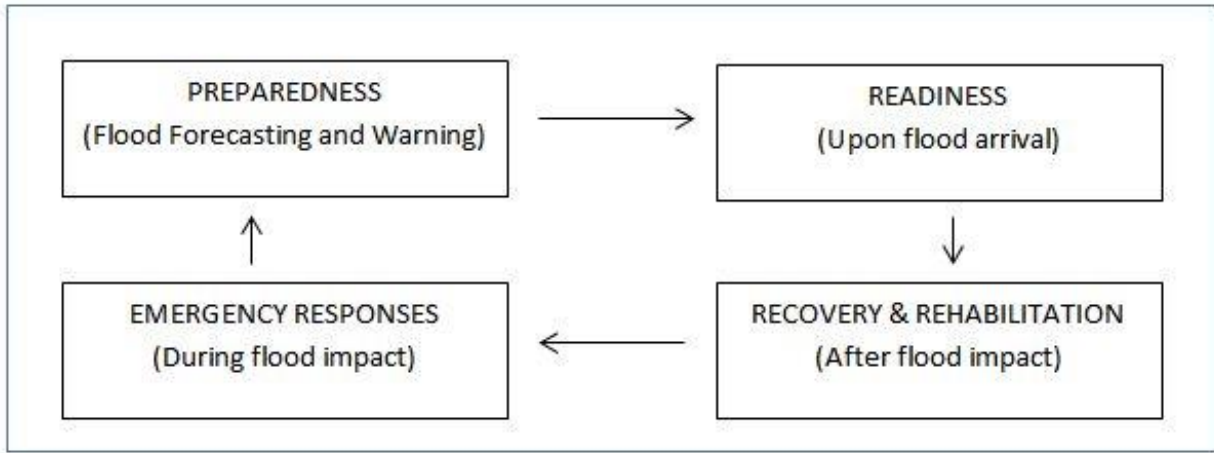 PREPAREDNESS
(Flood Forecasting and Warning)
READINESS
(Upon flood arrival)
EMERGENCY RESPONSES
(During flood impact)
RECOVERY & REHABILITATION
(After flood impact)